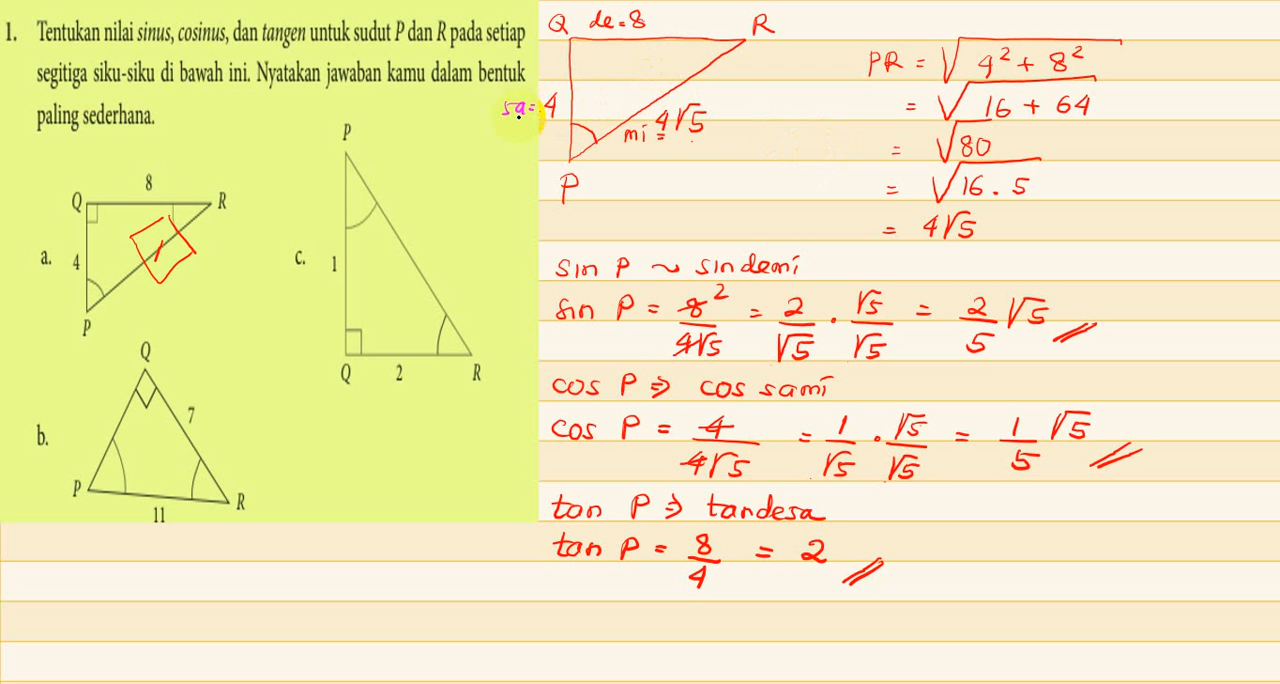 1. Tentukan nilai sinus, cosinus, dan tangen untuk sudut P dan R pada setiap
segitiga siku-siku di bawah ini. Nyatakan jawaban kamu dalam bentuk
paling sederhana.
a.
Q
8
R
4
P
c.
P
1
Q
2
R
b.
Q
7
P
11
R
Q de=8 R
sa=4
mi=4√5
P
PR = √4²+8²
= √16+64
= √80
= √16.5
= 4√5
sin P ~ sindemi
sin P = 8/4√5 2 = 2/√5 . √5/√5 = 2/5 √5
cos P => cos sami
cos P = 4/4√5 = 1/√5 . √5/√5 = 1/5 √5
tan P => tandesa
tan P = 8/4 = 2